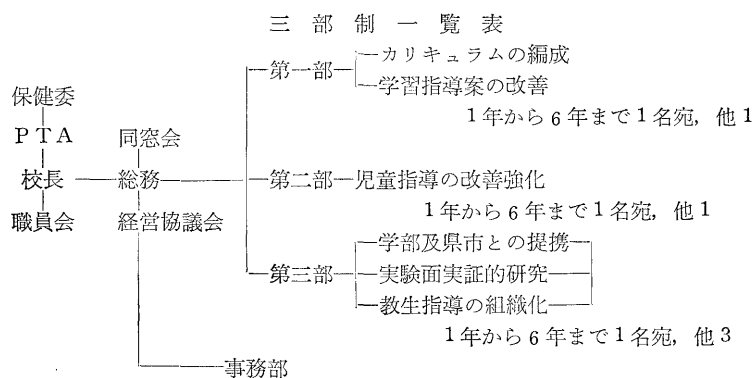 三部制一覧表
カリキュラムの編成
第一部
学習指導案の改善
保健委
1年から6年まで1名宛,他1
PTA 同窓会
校長 総務 第二部 児童指導の改善強化
1年から6年まで1名宛,他1
職員会 経営協議会
学部及県市との提携
第三部 実験面実証的研究
教生指導の組織化
1年から6年まで1名宛,他3
事務部